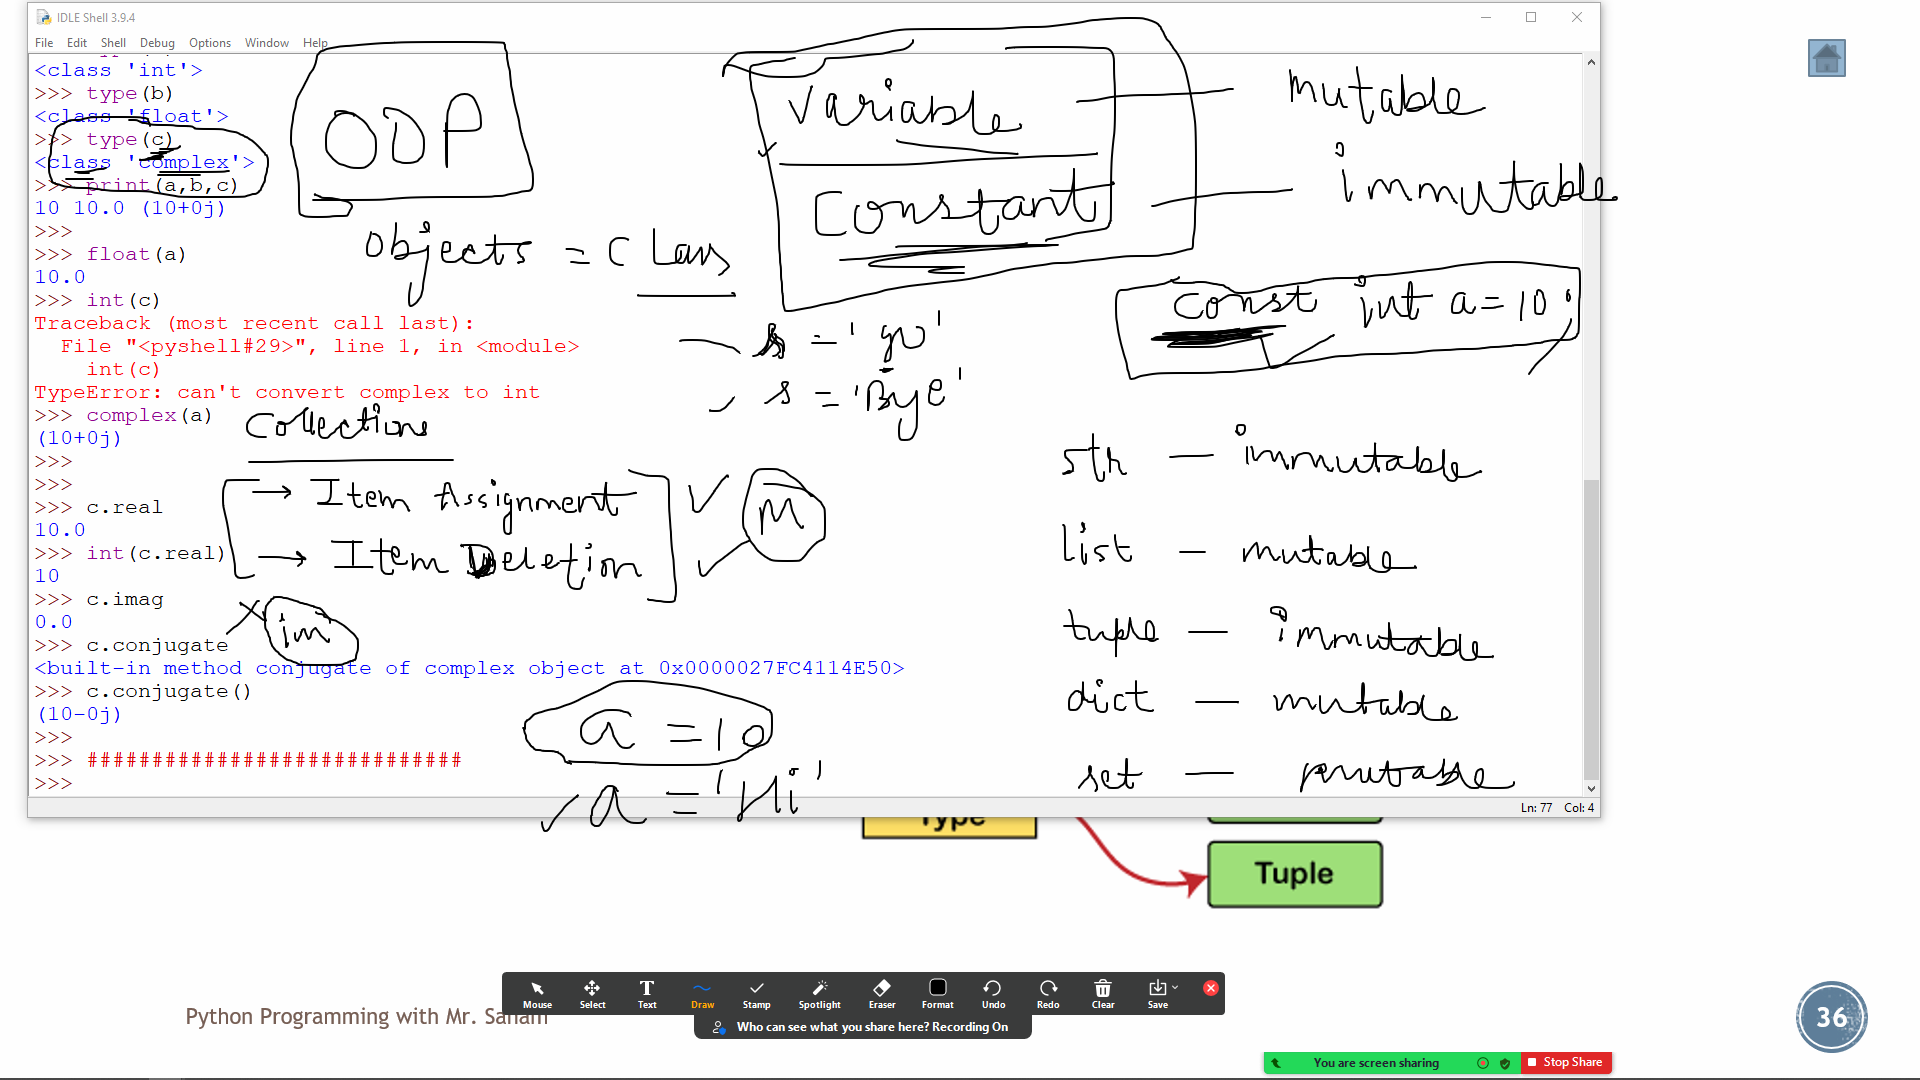 IDLE Shell 3.9.4
File Edit Shell Debug Options Window Help
<class 'int'>
>>> type(b)
<class 'float'>
>>> type(c)
<class 'complex'>
>>> print(a,b,c)
10 10.0 (10+0j)
>>>
>>> float(a)
10.0
>>> int(c)
Traceback (most recent call last):
  File "<pyshell#29>", line 1, in <module>
    int(c)
TypeError: can't convert complex to int
>>> complex(a)
(10+0j)
>>>
>>>
>>> c.real
10.0
>>> int(c.real)
10
>>> c.imag
0.0
>>> c.conjugate
<built-in method conjugate of complex object at 0x0000027FC4114E50>
>>> c.conjugate()
(10-0j)
>>>
>>> #############################
>>>
OOP
objects = class
Variable — mutable
Constant — immutable
const int a = 10;
s = 'go'
s = 'Bye'
Collections
→ Item Assignment
→ Item Deletion
m
im
a = 10
a = 'Hi'
str — immutable
list — mutable
tuple — immutable
dict — mutable
set — mutable
Ln: 77 Col: 4
Type
Tuple
Mouse Select Text Draw Stamp Spotlight Eraser Format Undo Redo Clear Save
Who can see what you share here? Recording On
Python Programming with Mr. Sanam
36
You are screen sharing
Stop Share